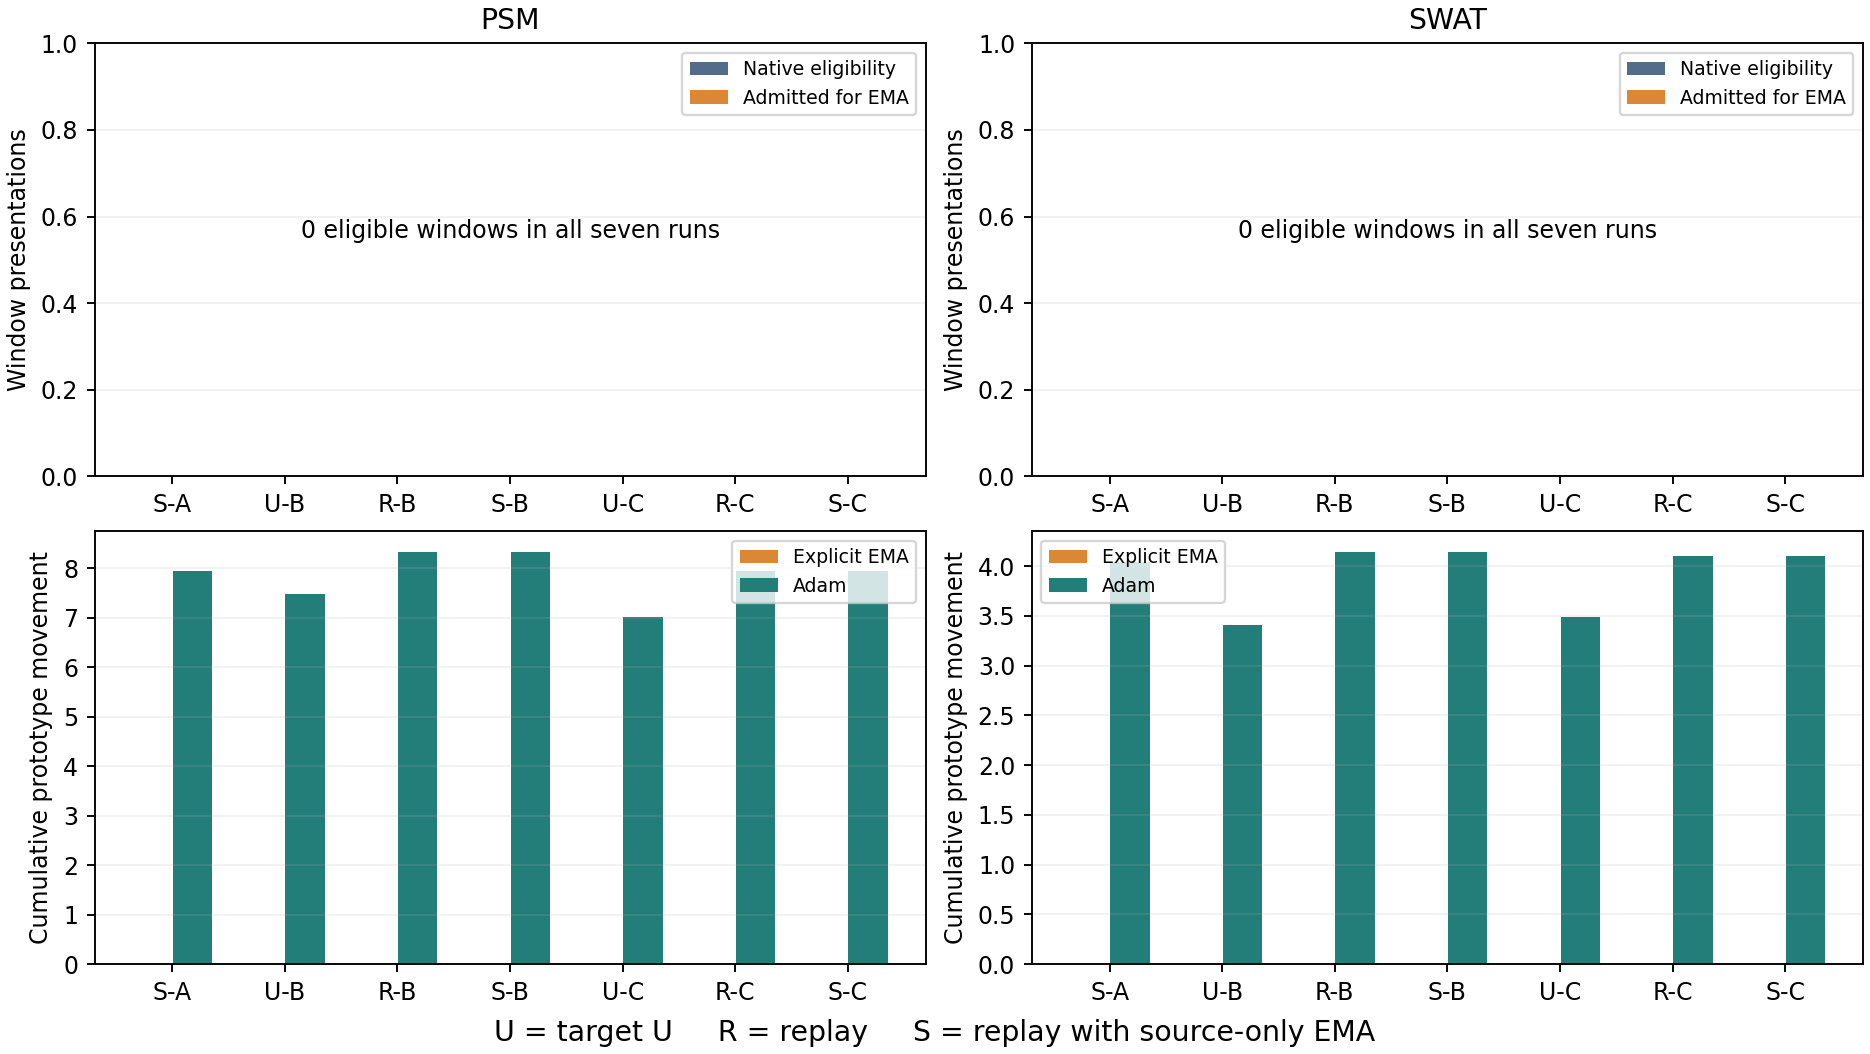 PSM
1.0
0.8
0.6
0.4
0.2
0.0
Window presentations
Native eligibility
Admitted for EMA
0 eligible windows in all seven runs
S-A U-B R-B S-B U-C R-C S-C
SWAT
1.0
0.8
0.6
0.4
0.2
0.0
Window presentations
Native eligibility
Admitted for EMA
0 eligible windows in all seven runs
S-A U-B R-B S-B U-C R-C S-C
8
7
6
5
4
3
2
1
0
Cumulative prototype movement
Explicit EMA
Adam
S-A U-B R-B S-B U-C R-C S-C
4.0
3.5
3.0
2.5
2.0
1.5
1.0
0.5
0.0
Cumulative prototype movement
Explicit EMA
Adam
S-A U-B R-B S-B U-C R-C S-C
U = target U R = replay S = replay with source-only EMA